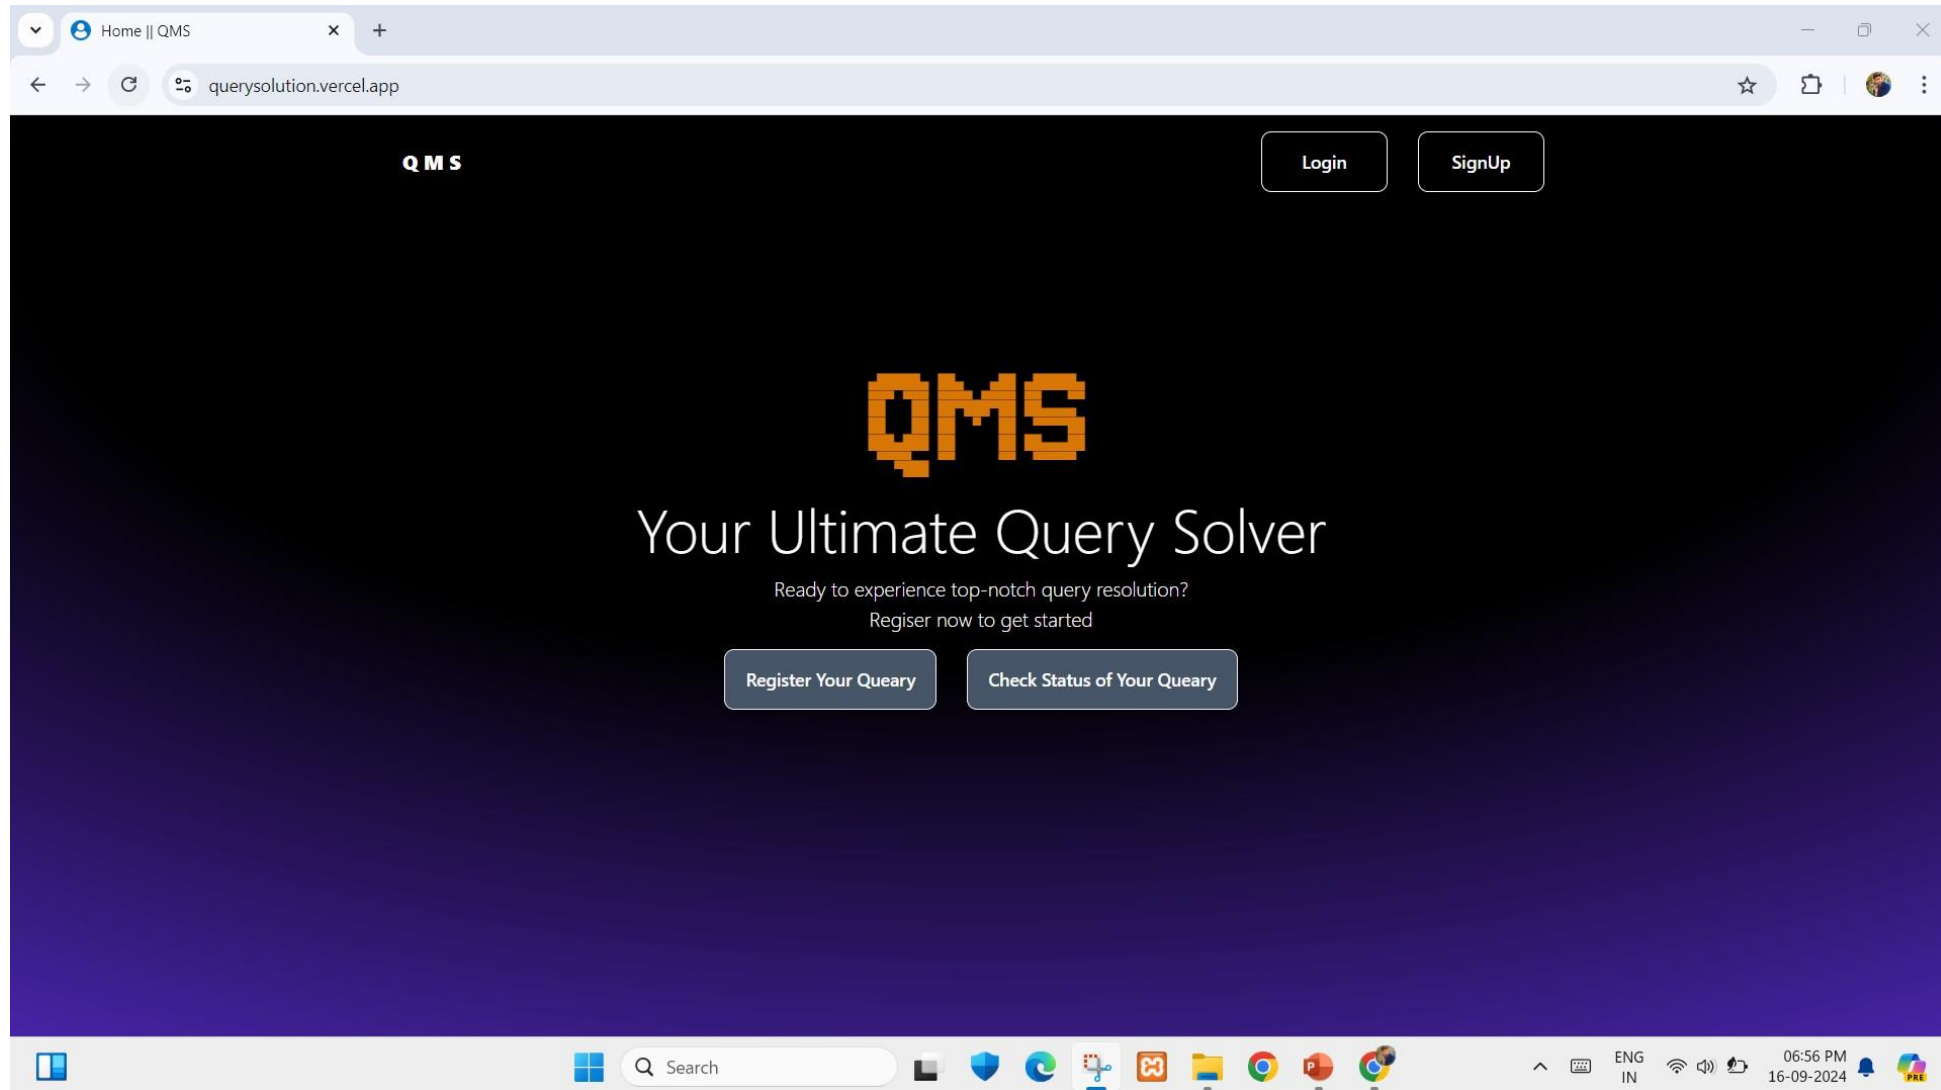 Home || QMS
querysolution.vercel.app
Q M S
Login
SignUp
QMS
Your Ultimate Query Solver
Ready to experience top-notch query resolution?
Regiser now to get started
Register Your Queary
Check Status of Your Queary
Search
ENG
IN
06:56 PM
16-09-2024
PRE